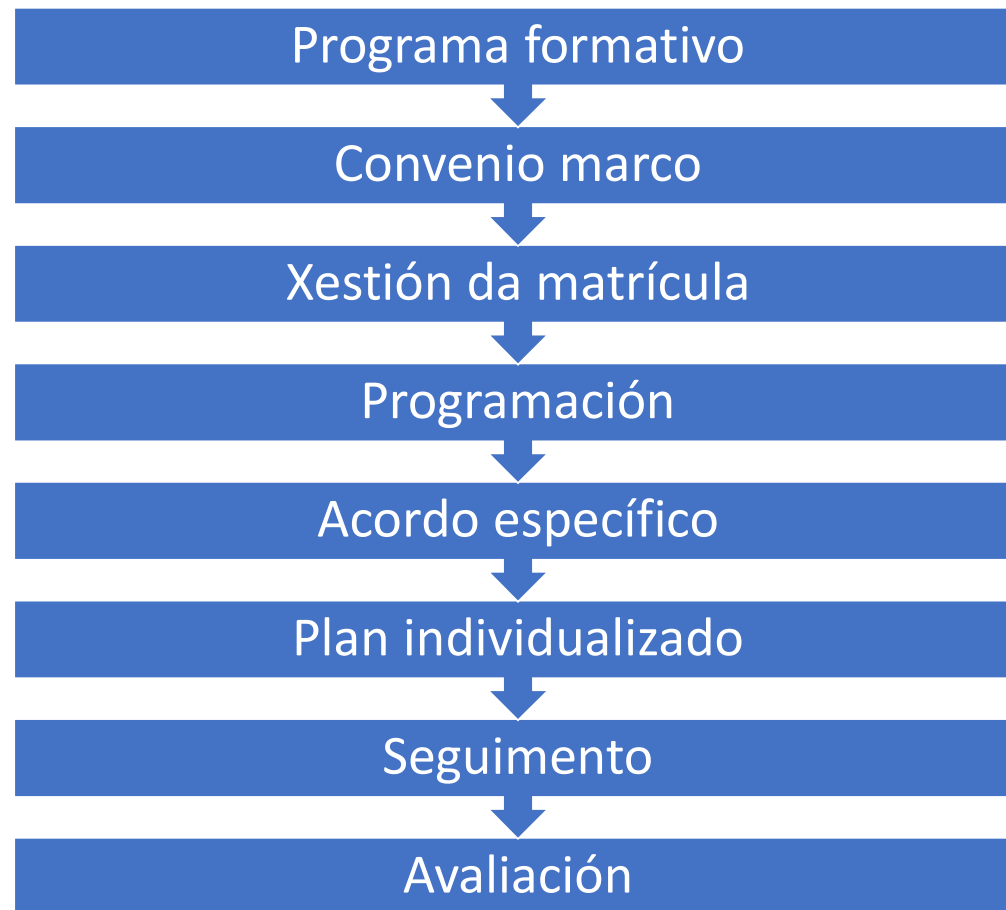 Programa formativo
Convenio marco
Xestión da matrícula
Programación
Acordo específico
Plan individualizado
Seguimento
Avaliación